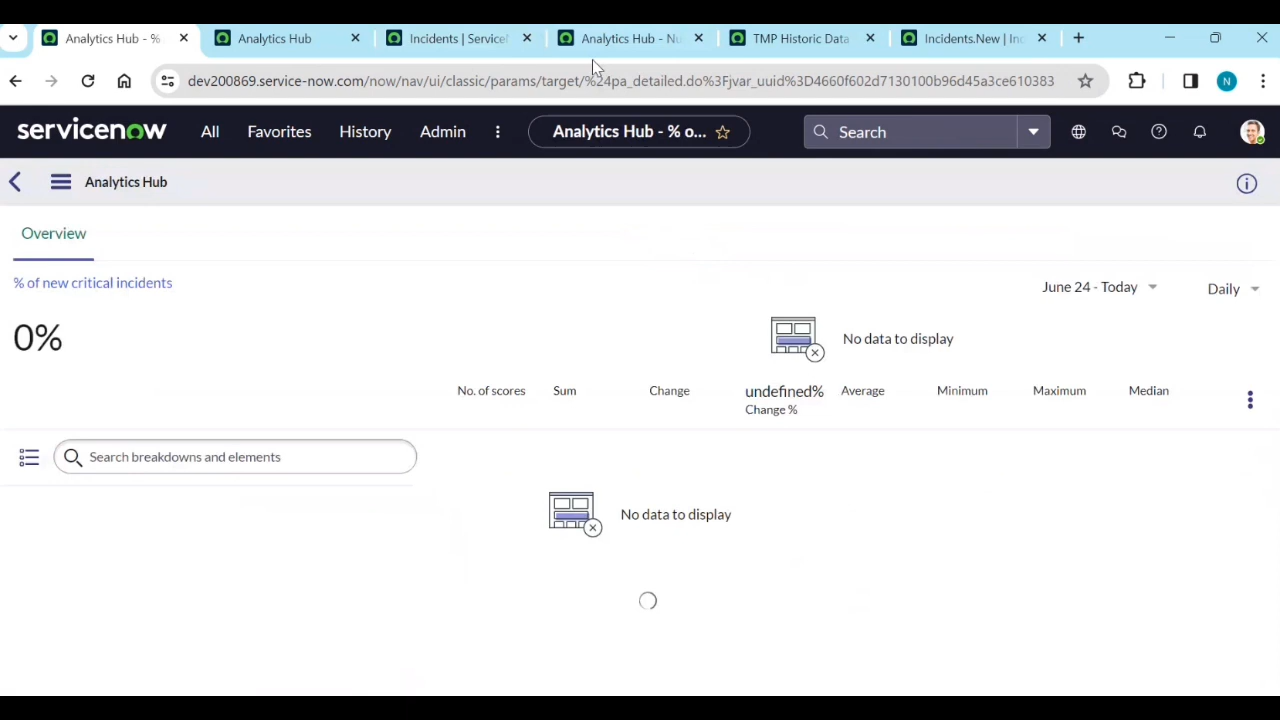 Analytics Hub - %
Analytics Hub
Incidents | Service
Analytics Hub - Nu
TMP Historic Data
Incidents.New | Inc
dev200869.service-now.com/now/nav/ui/classic/params/target/%24pa_detailed.do%3Fjvar_uuid%3D4660f602d7130100b96d45a3ce610383
N
servicenow
All
Favorites
History
Admin
Analytics Hub - % o...
Search
Analytics Hub
Overview
% of new critical incidents
June 24 - Today
Daily
0%
No data to display
No. of scores
Sum
Change
undefined%
Change %
Average
Minimum
Maximum
Median
Search breakdowns and elements
No data to display